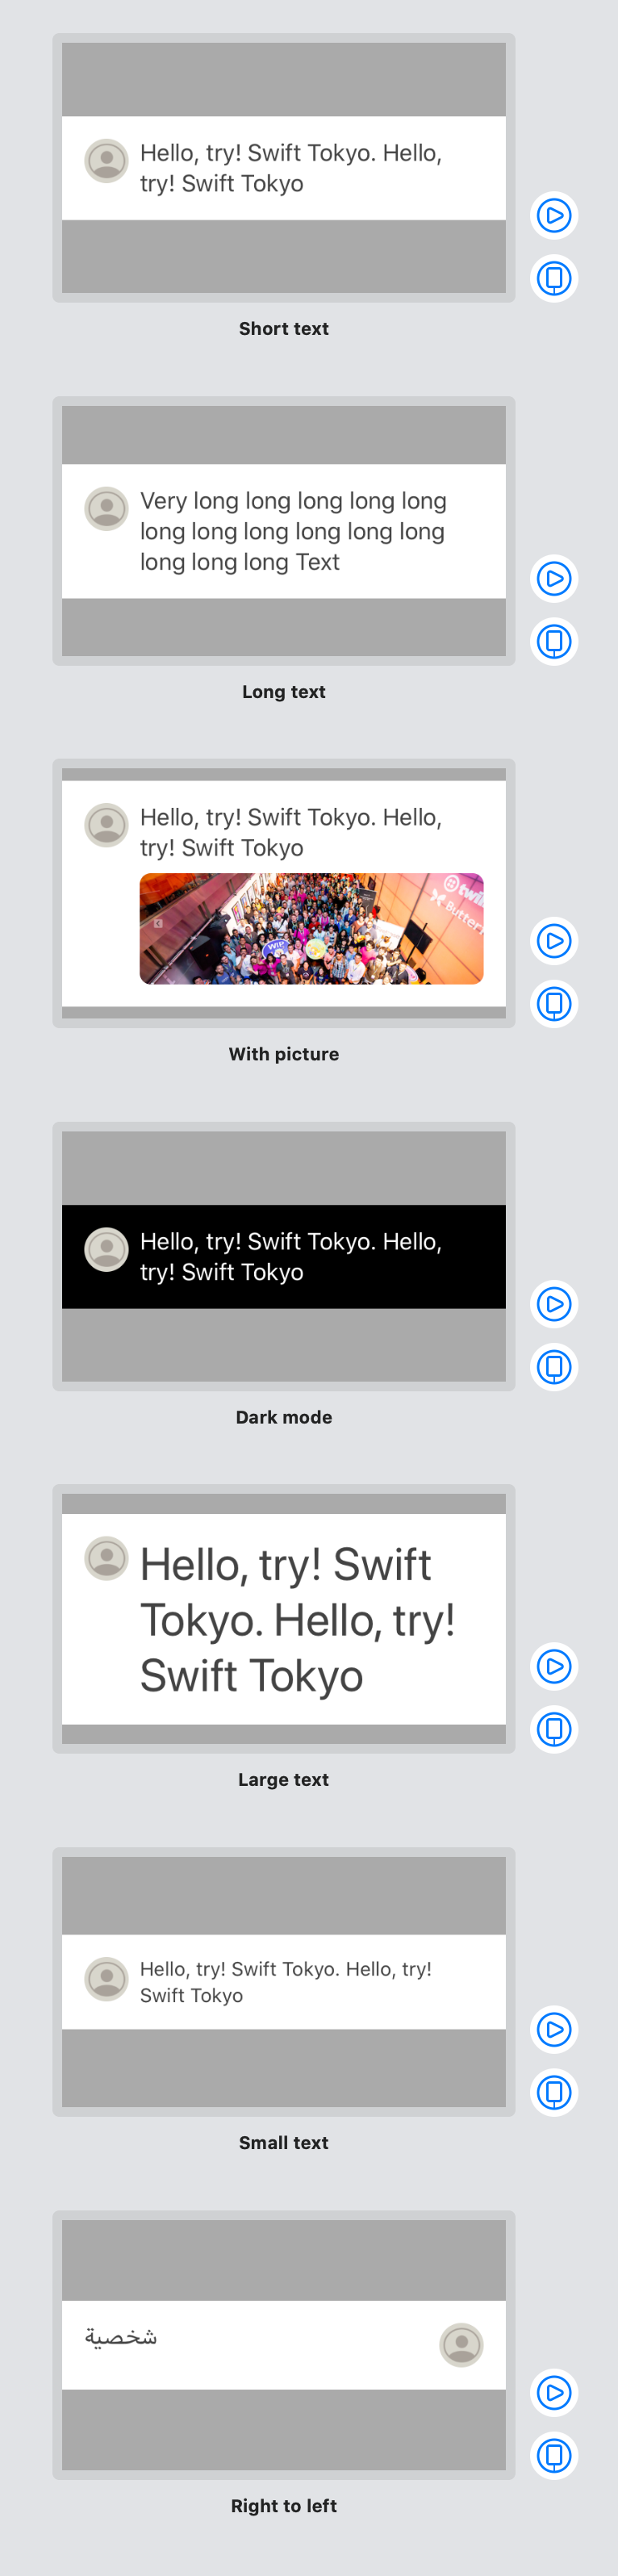 Hello, try! Swift Tokyo. Hello,
try! Swift Tokyo
Short text
Very long long long long long
long long long long long long
long long long Text
Long text
Hello, try! Swift Tokyo. Hello,
try! Swift Tokyo
WIP
With picture
Hello, try! Swift Tokyo. Hello,
try! Swift Tokyo
Dark mode
Hello, try! Swift
Tokyo. Hello, try!
Swift Tokyo
Large text
Hello, try! Swift Tokyo. Hello, try!
Swift Tokyo
Small text
شخصية
Right to left